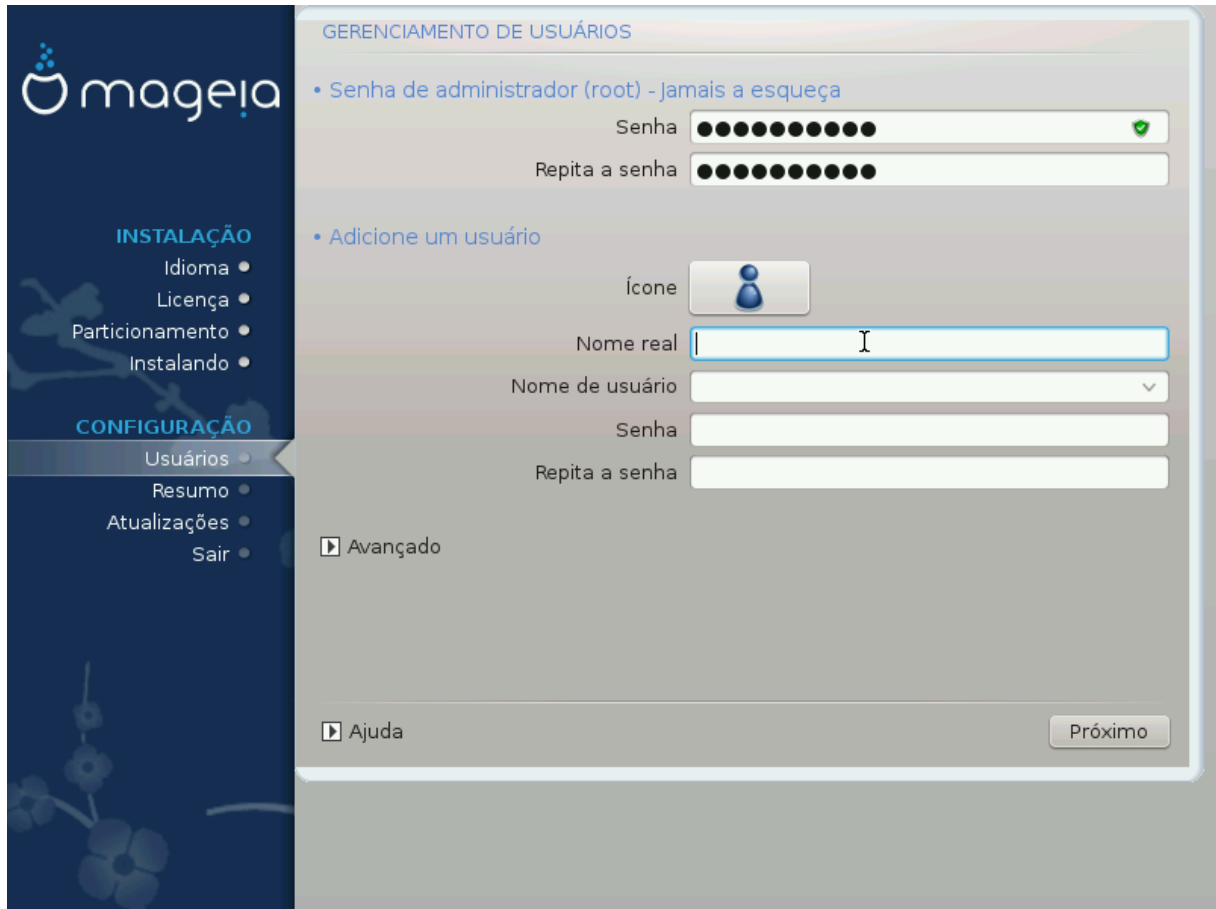 mageia
INSTALAÇÃO
Idioma
Licença
Particionamento
Instalando
CONFIGURAÇÃO
Usuários
Resumo
Atualizações
Sair
GERENCIAMENTO DE USUÁRIOS
• Senha de administrador (root) - Jamais a esqueça
Senha
Repita a senha
• Adicione um usuário
Ícone
Nome real
Nome de usuário
Senha
Repita a senha
Avançado
Ajuda
Próximo